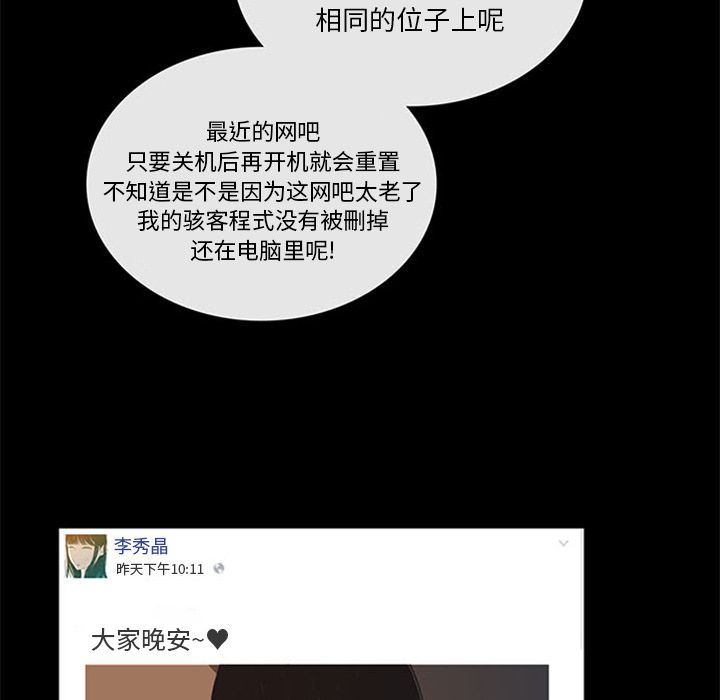 相同的位子上呢
最近的网吧
只要关机后再开机就会重置
不知道是不是因为这网吧太老了
我的骇客程式没有被刪掉
还在电脑里呢!
李秀晶
昨天下午10:11
大家晚安~♥